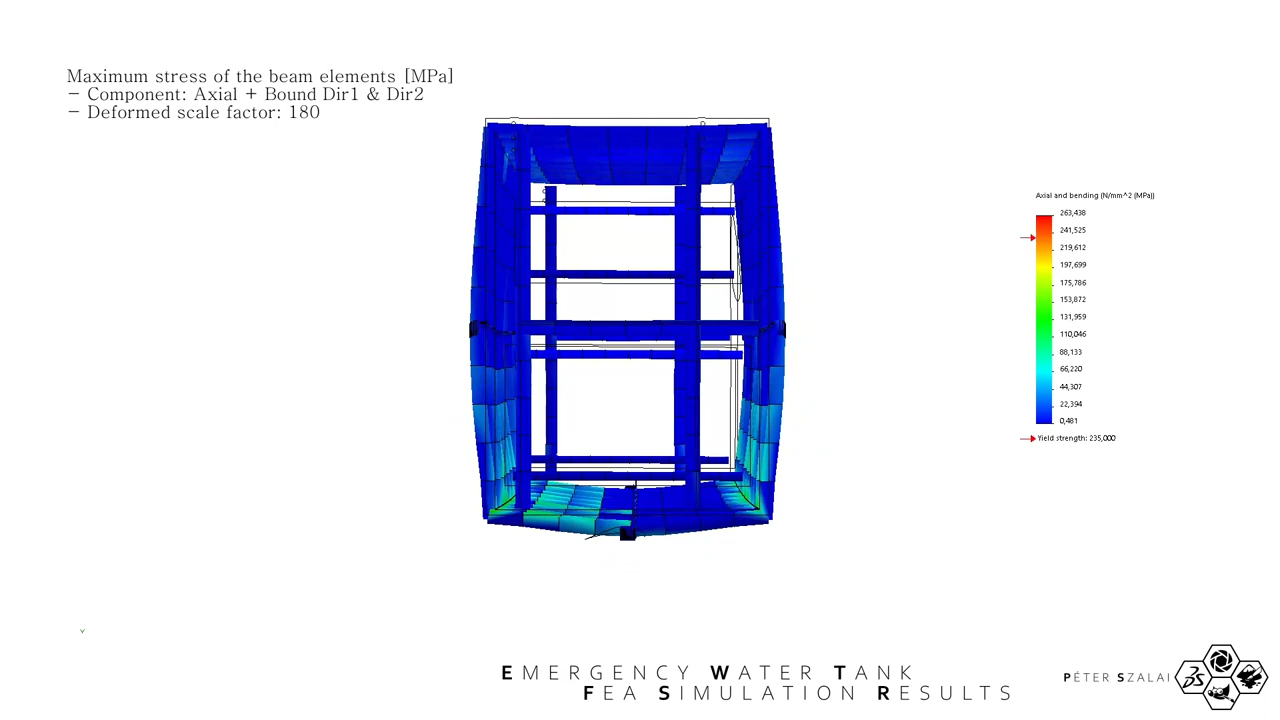 Maximum stress of the beam elements [MPa]
− Component: Axial + Bound Dir1 & Dir2
− Deformed scale factor: 180
Axial and bending (N/mm^2 (MPa))
263,438
241,525
219,612
197,699
175,786
153,872
131,959
110,046
88,133
66,220
44,307
22,394
0,481
Yield strength: 235,000
EMERGENCY WATER TANK
FEA SIMULATION RESULTS
PÉTER SZALAI